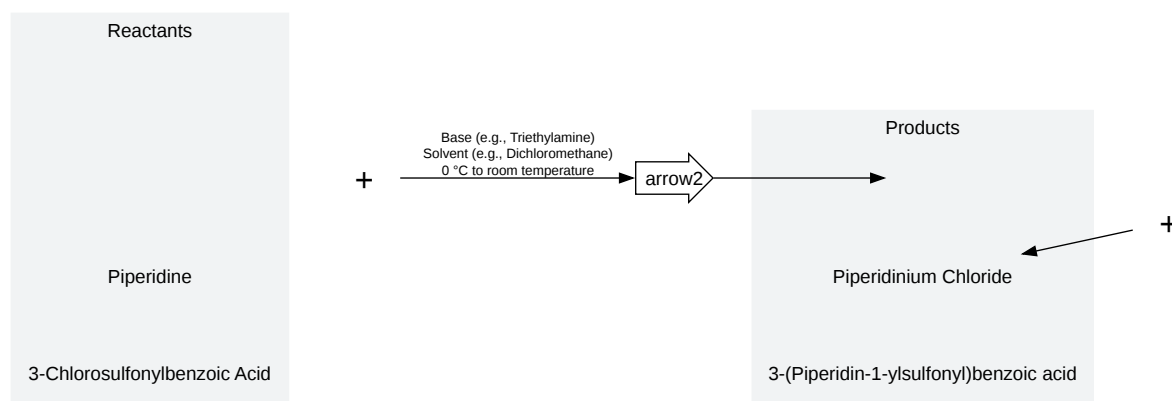 Reactants
Piperidine
3-Chlorosulfonylbenzoic Acid
+
Base (e.g., Triethylamine)
Solvent (e.g., Dichloromethane)
0 °C to room temperature
arrow2
Products
Piperidinium Chloride
3-(Piperidin-1-ylsulfonyl)benzoic acid
+